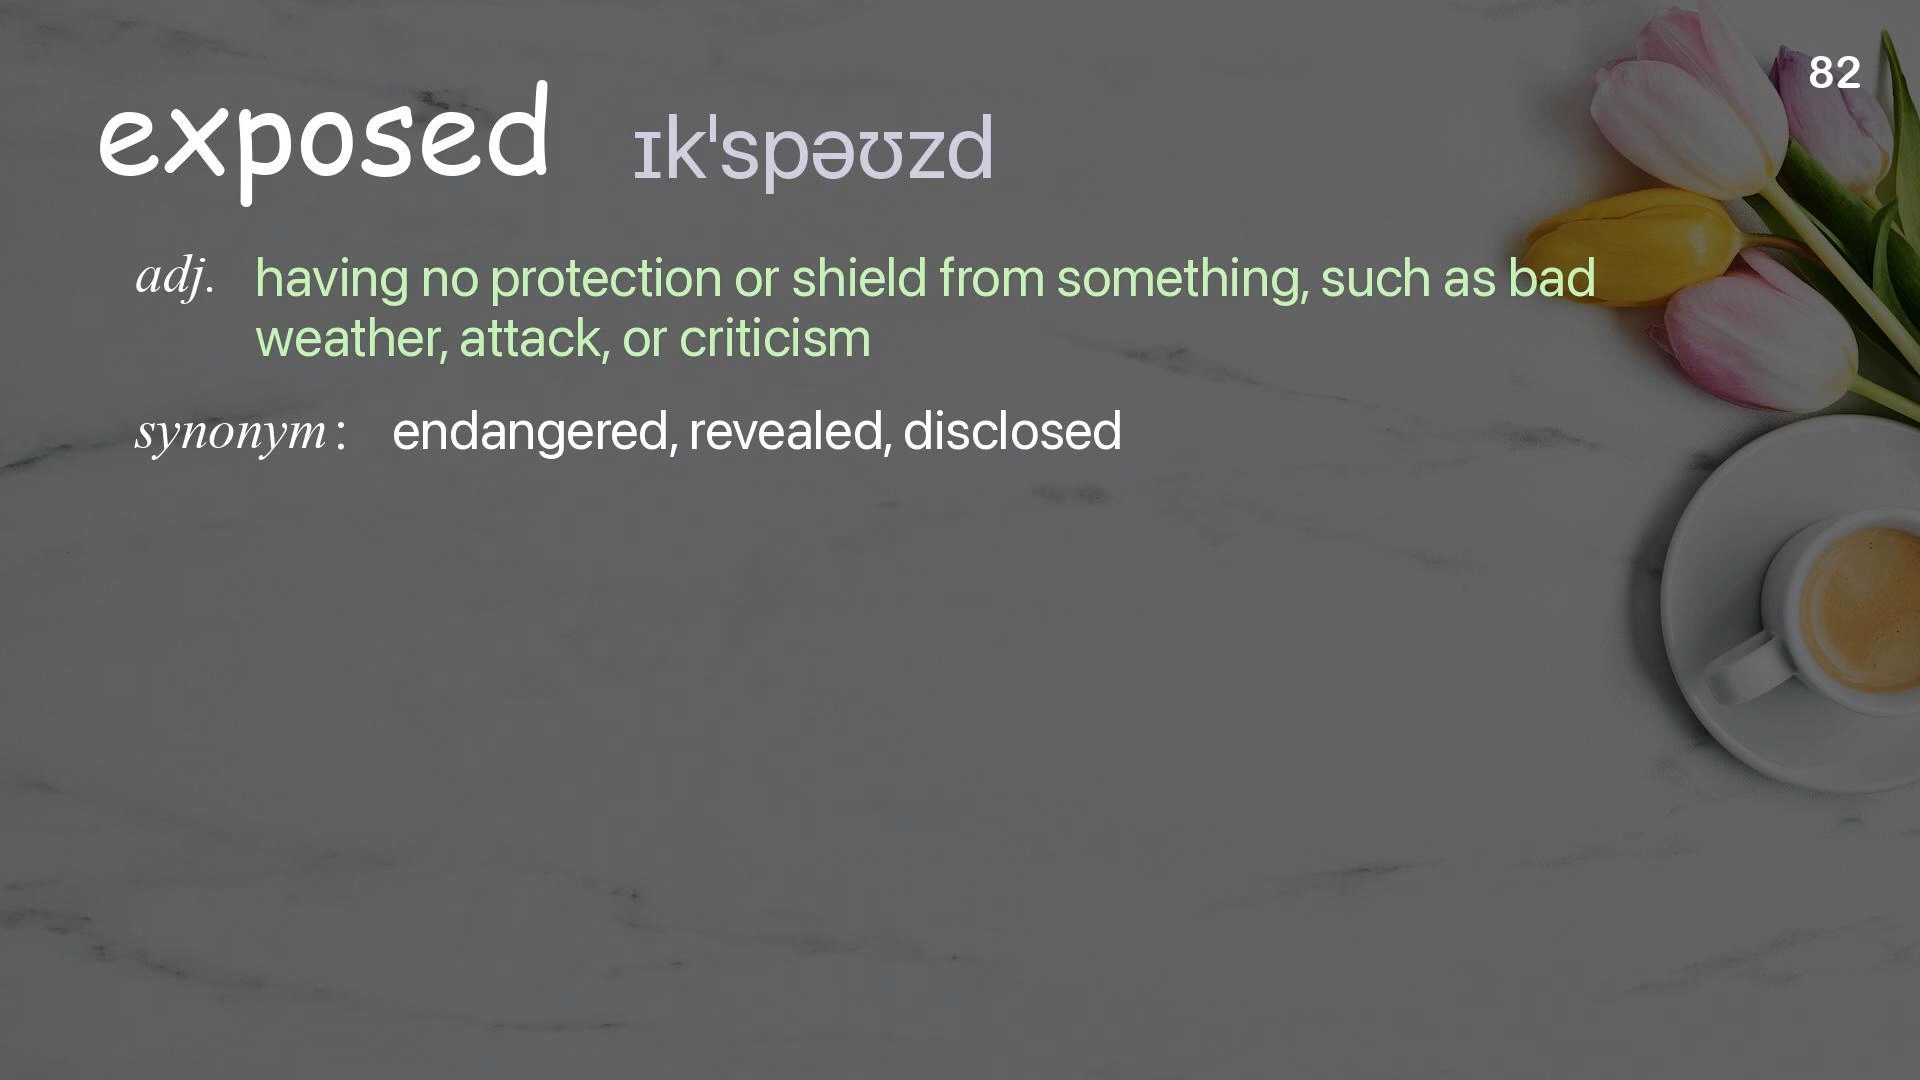 82
exposed ɪkˈspəʊzd
adj. having no protection or shield from something, such as bad
weather, attack, or criticism
synonym: endangered, revealed, disclosed